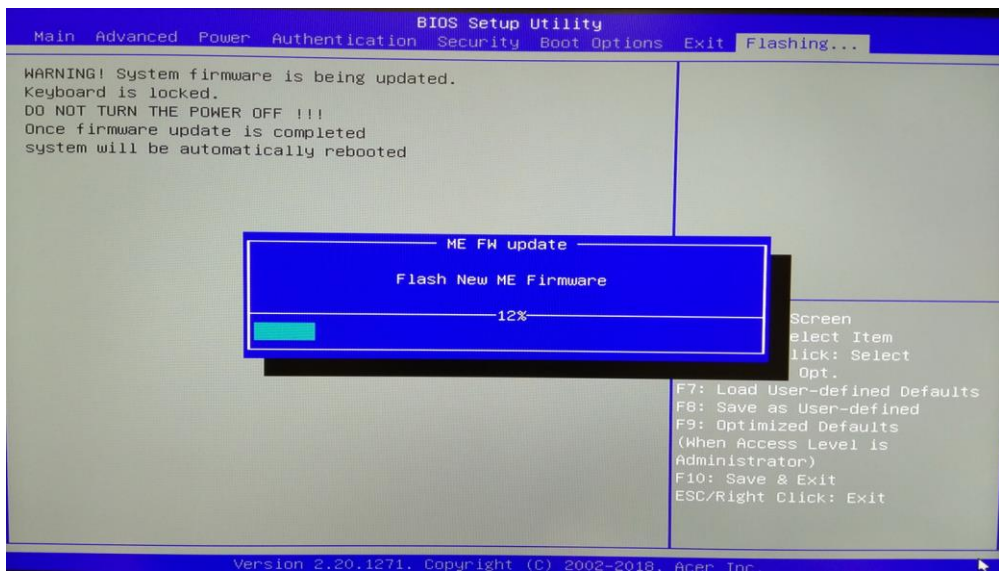 BIOS Setup Utility
Main Advanced Power Authentication Security Boot Options Exit Flashing...
WARNING! System firmware is being updated.
Keyboard is locked.
DO NOT TURN THE POWER OFF !!!
Once firmware update is completed
system will be automatically rebooted
ME FW update
Flash New ME Firmware
12%
Screen
elect Item
lick: Select
Opt.
F7: Load User-defined Defaults
F8: Save as User-defined
F9: Optimized Defaults
(When Access Level is
Administrator)
F10: Save & Exit
ESC/Right Click: Exit
Version 2.20.1271. Copyright (C) 2002-2018, Acer Inc